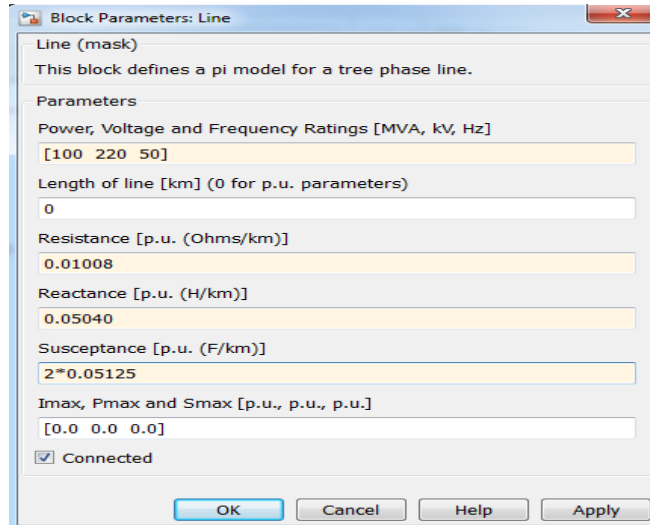 Block Parameters: Line
Line (mask)
This block defines a pi model for a tree phase line.
Parameters
Power, Voltage and Frequency Ratings [MVA, kV, Hz]
[100 220 50]
Length of line [km] (0 for p.u. parameters)
0
Resistance [p.u. (Ohms/km)]
0.01008
Reactance [p.u. (H/km)]
0.05040
Susceptance [p.u. (F/km)]
2*0.05125
Imax, Pmax and Smax [p.u., p.u., p.u.]
[0.0 0.0 0.0]
Connected
OK Cancel Help Apply